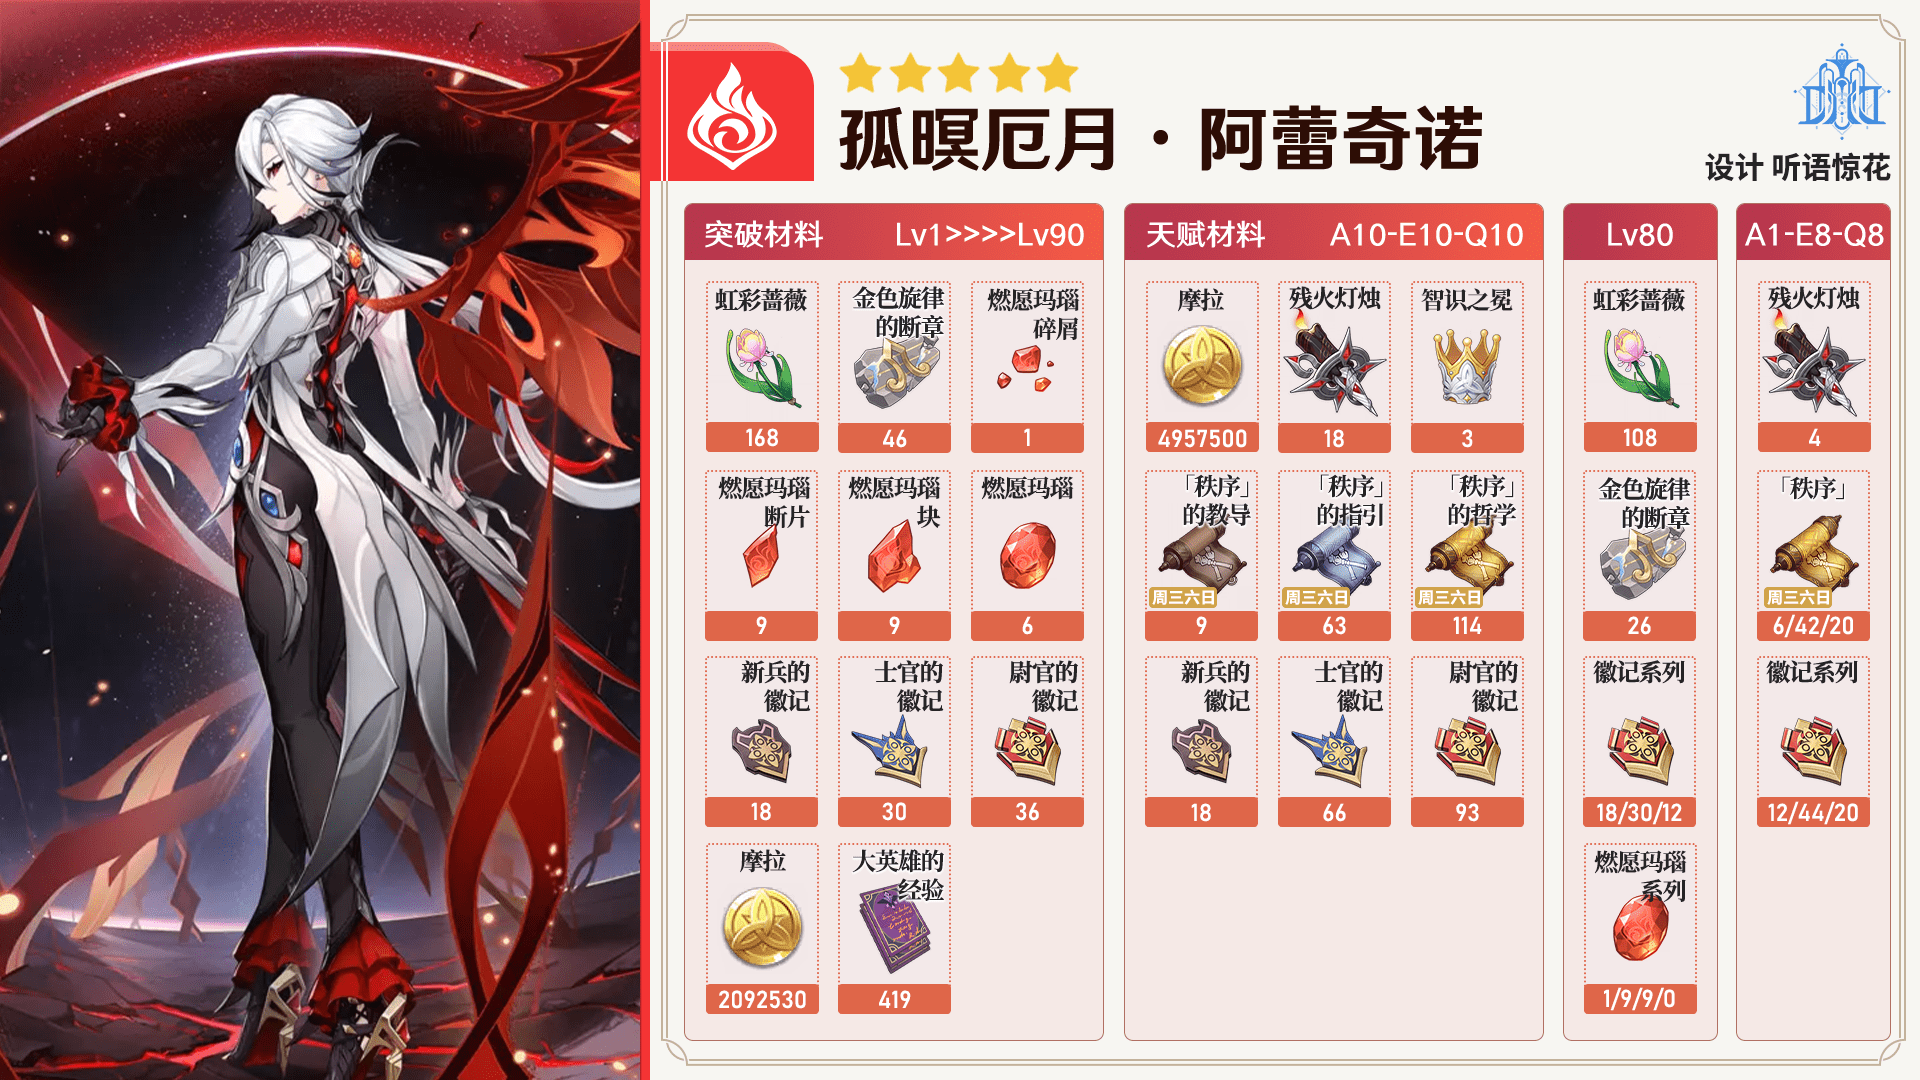 孤暝厄月·阿蕾奇诺
设计 听语惊花
突破材料 Lv1>>>>Lv90
虹彩蔷薇
168
金色旋律
的断章
46
燃愿玛瑙
碎屑
1
燃愿玛瑙
断片
9
燃愿玛瑙
块
9
燃愿玛瑙
6
新兵的
徽记
18
士官的
徽记
30
尉官的
徽记
36
摩拉
2092530
大英雄的
经验
419
天赋材料 A10-E10-Q10
摩拉
4957500
残火灯烛
18
智识之冕
3
「秩序」
的教导
周三六日
9
「秩序」
的指引
周三六日
63
「秩序」
的哲学
周三六日
114
新兵的
徽记
18
士官的
徽记
66
尉官的
徽记
93
Lv80
虹彩蔷薇
108
金色旋律
的断章
26
徽记系列
18/30/12
燃愿玛瑙
系列
1/9/9/0
A1-E8-Q8
残火灯烛
4
「秩序」
周三六日
6/42/20
徽记系列
12/44/20